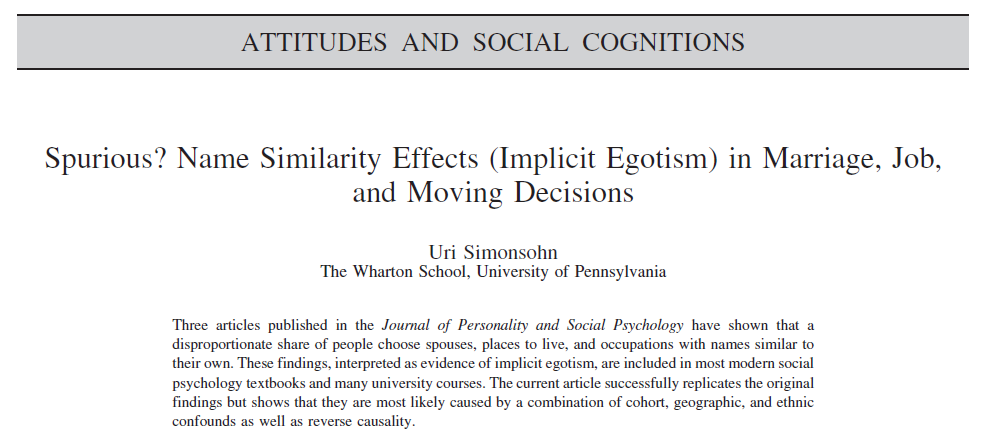 ATTITUDES AND SOCIAL COGNITIONS
Spurious? Name Similarity Effects (Implicit Egotism) in Marriage, Job,
and Moving Decisions
Uri Simonsohn
The Wharton School, University of Pennsylvania
Three articles published in the Journal of Personality and Social Psychology have shown that a
disproportionate share of people choose spouses, places to live, and occupations with names similar to
their own. These findings, interpreted as evidence of implicit egotism, are included in most modern social
psychology textbooks and many university courses. The current article successfully replicates the original
findings but shows that they are most likely caused by a combination of cohort, geographic, and ethnic
confounds as well as reverse causality.